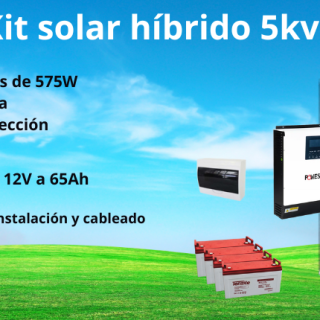 Kit solar híbrido 5kv
s de 575W
a
ección
12V a 65Ah
nstalación y cableado